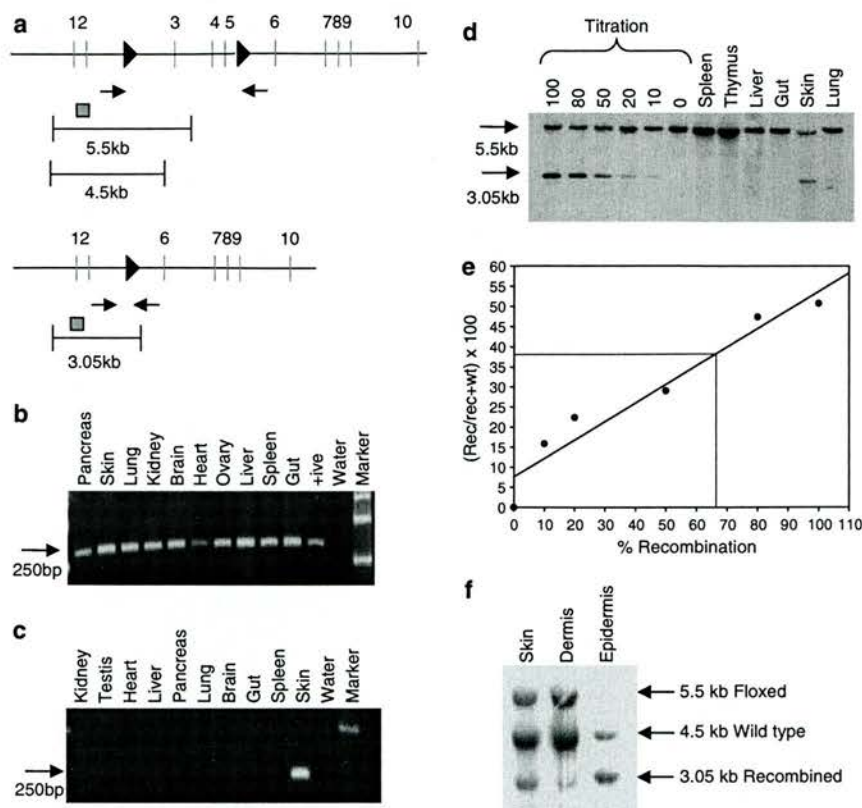 a
12 3 4 5 6 789 10
5.5kb
4.5kb
12 6 789 10
3.05kb
b
Pancreas
Skin
Lung
Kidney
Brain
Heart
Ovary
Liver
Spleen
Gut
+ive
Water
Marker
250bp
c
Kidney
Testis
Heart
Liver
Pancreas
Lung
Brain
Gut
Spleen
Skin
Water
Marker
250bp
d
Titration
100
80
50
20
10
0
Spleen
Thymus
Liver
Gut
Skin
Lung
5.5kb
3.05kb
e
(Rec/rec+wt) x 100
60
55
50
45
40
35
30
25
20
15
10
5
0
0 10 20 30 40 50 60 70 80 90 100 110
% Recombination
f
Skin
Dermis
Epidermis
5.5 kb Floxed
4.5 kb Wild type
3.05 kb Recombined